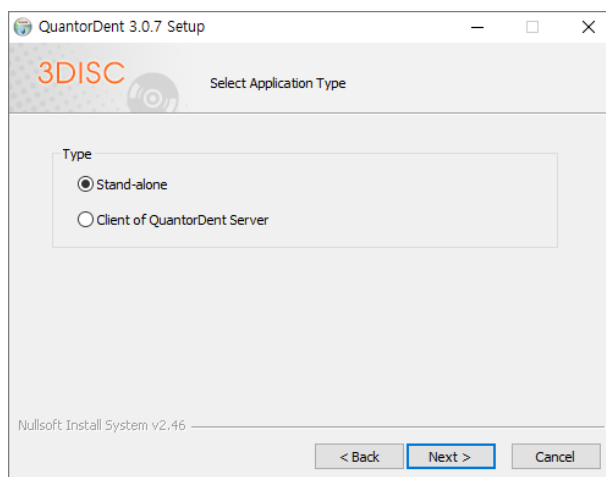 QuantorDent 3.0.7 Setup
3DISC
Select Application Type
Type
Stand-alone
Client of QuantorDent Server
Nullsoft Install System v2.46
< Back
Next >
Cancel